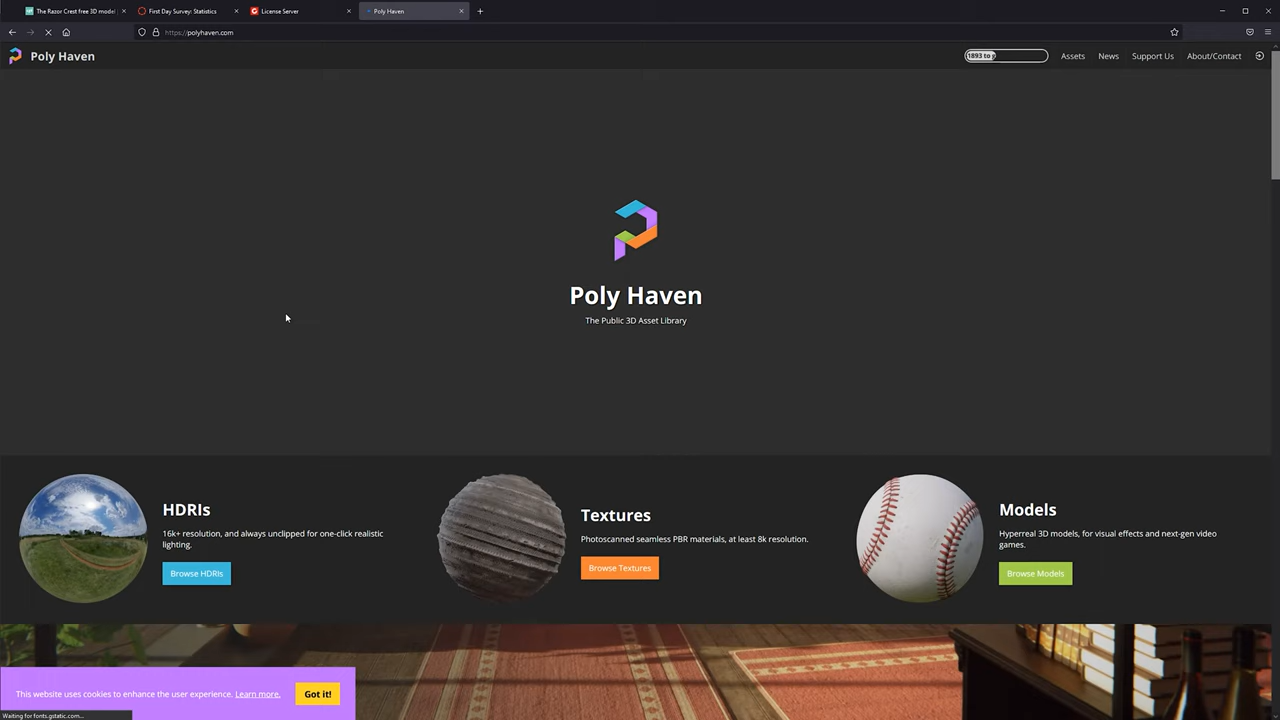 The Razor Crest free 3D model
First Day Survey: Statistics
License Server
Poly Haven
https://polyhaven.com
Poly Haven
1893 to
Assets
News
Support Us
About/Contact
Poly Haven
The Public 3D Asset Library
HDRIs
16k+ resolution, and always unclipped for one-click realistic
lighting.
Browse HDRIs
Textures
Photoscanned seamless PBR materials, at least 8k resolution.
Browse Textures
Models
Hyperreal 3D models, for visual effects and next-gen video
games.
Browse Models
This website uses cookies to enhance the user experience. Learn more.
Got it!
Waiting for fonts.gstatic.com...